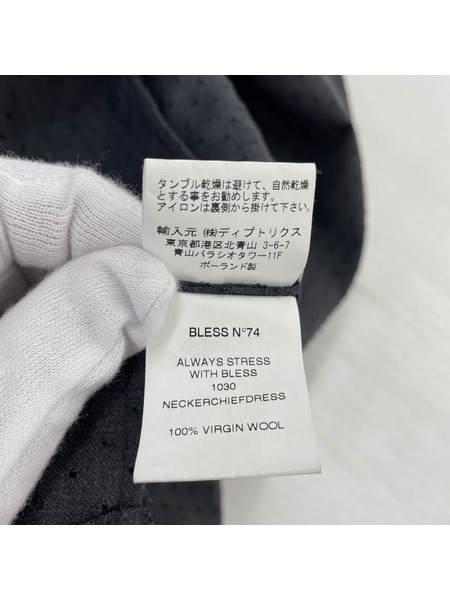 タンブル乾燥は避けて、自然乾燥
とする事をお勧め致します。
アイロンは裏側から掛けて下さい。
輸入元 ㈱ディプトリクス
東京都港区北青山 3-6-7
青山パラシオタワー11F
ポーランド製
BLESS Nº74
ALWAYS STRESS
WITH BLESS
1030
NECKERCHIEFDRESS
100% VIRGIN WOOL